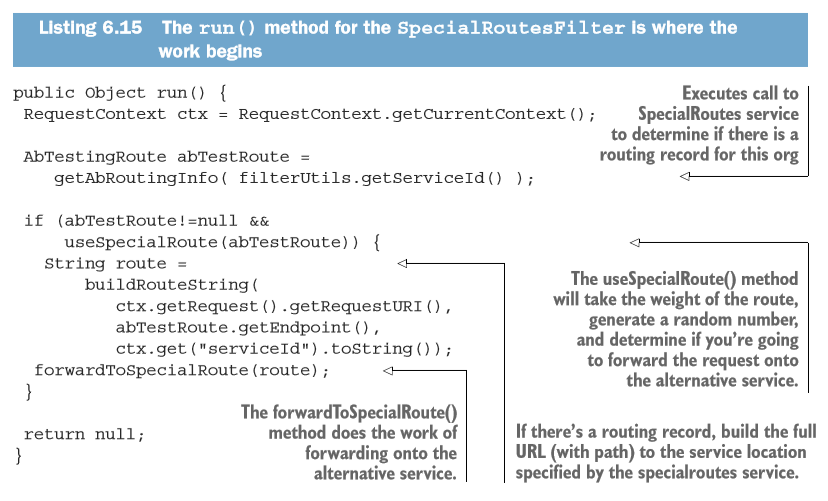 Listing 6.15 The run() method for the SpecialRoutesFilter is where the
work begins
public Object run() {
RequestContext ctx = RequestContext.getCurrentContext();
Executes call to
SpecialRoutes service
to determine if there is a
routing record for this org
AbTestingRoute abTestRoute =
getAbRoutingInfo( filterUtils.getServiceId() );
if (abTestRoute!=null &&
useSpecialRoute(abTestRoute)) {
String route =
buildRouteString(
ctx.getRequest().getRequestURI(),
abTestRoute.getEndpoint(),
ctx.get("serviceId").toString());
forwardToSpecialRoute(route);
}
The useSpecialRoute() method
will take the weight of the route,
generate a random number,
and determine if you're going
to forward the request onto
the alternative service.
return null;
}
The forwardToSpecialRoute()
method does the work of
forwarding onto the
alternative service.
If there's a routing record, build the full
URL (with path) to the service location
specified by the specialroutes service.